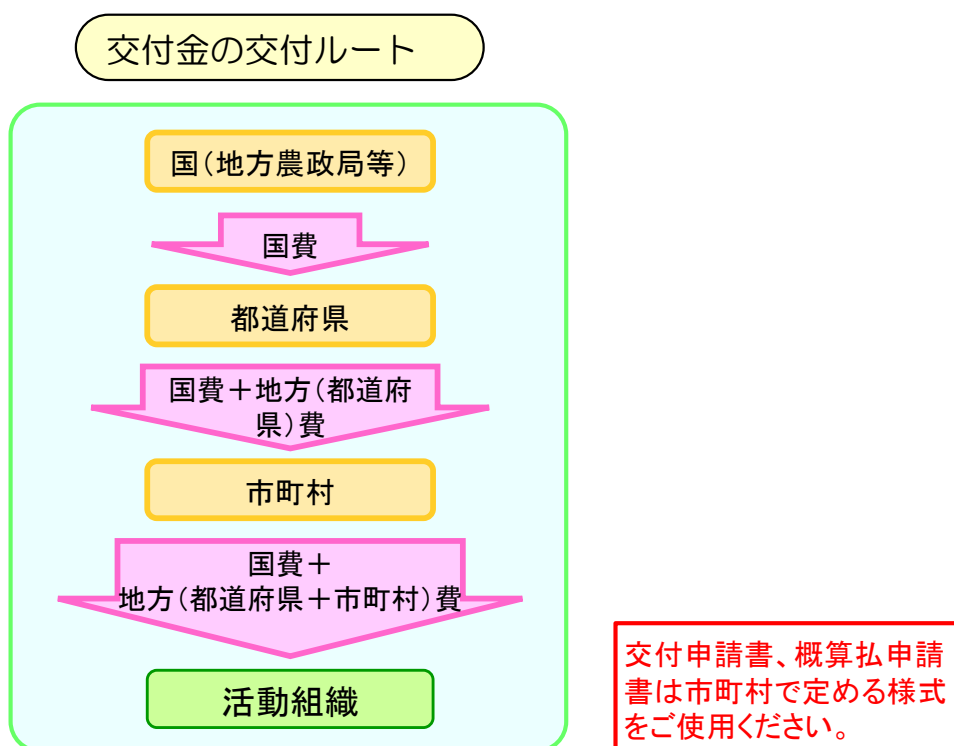 交付金の交付ルート
国(地方農政局等)
国費
都道府県
国費+地方(都道府
県)費
市町村
国費+
地方(都道府県+市町村)費
活動組織
交付申請書、概算払申請
書は市町村で定める様式
をご使用ください。